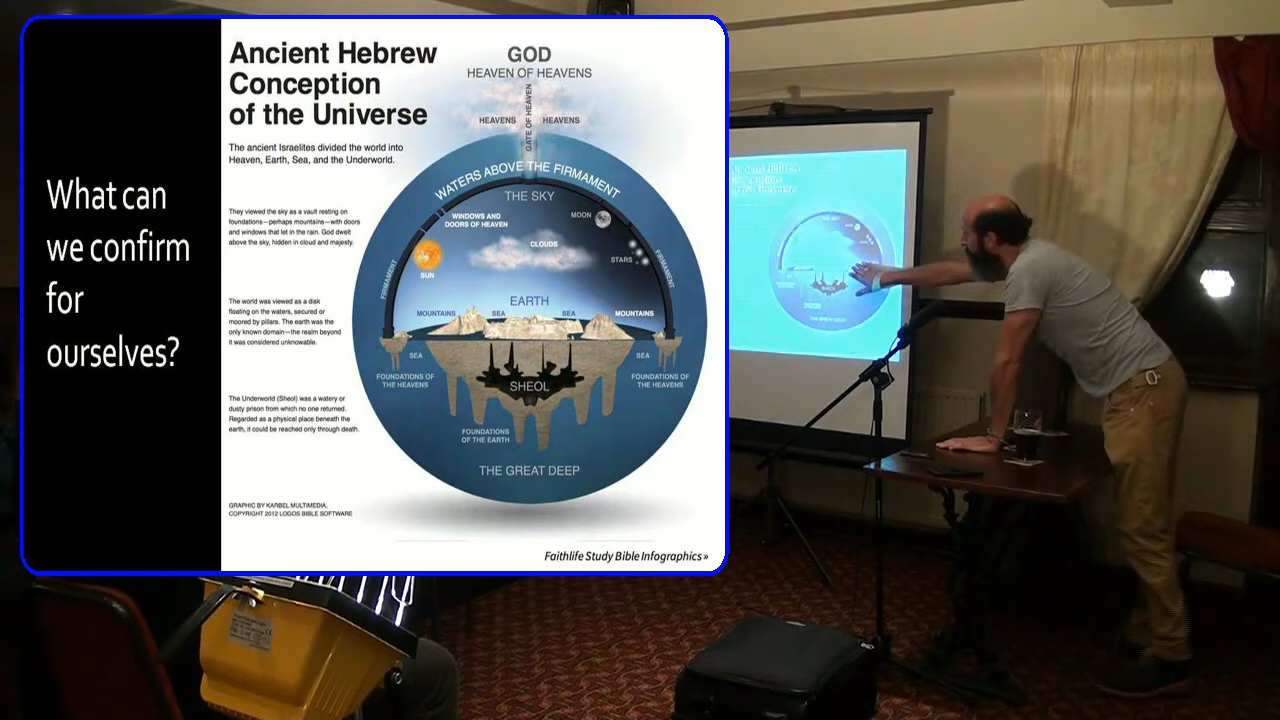 What can
we confirm
for
ourselves?
Ancient Hebrew
Conception
of the Universe
The ancient Israelites divided the world into
Heaven, Earth, Sea, and the Underworld.
They viewed the sky as a vault resting on
foundations—perhaps mountains—with doors
and windows that let in the rain. God dwelt
above the sky, hidden in cloud and majesty.
The world was viewed as a disk
floating on the waters, secured or
moored by pillars. The earth was the
only known domain—the realm beyond
it was considered unknowable.
The Underworld (Sheol) was a watery or
dusty prison from which no one returned.
Regarded as a physical place beneath the
earth, it could be reached only through death.
GRAPHIC BY KARBEL MULTIMEDIA,
COPYRIGHT 2012 LOGOS BIBLE SOFTWARE
GOD
HEAVEN OF HEAVENS
HEAVENS
GATE OF HEAVEN
HEAVENS
WATERS ABOVE THE FIRMAMENT
THE SKY
WINDOWS AND
DOORS OF HEAVEN
MOON
CLOUDS
STARS
SUN
FIRMAMENT
FIRMAMENT
EARTH
MOUNTAINS
SEA
SEA
MOUNTAINS
SEA
SEA
FOUNDATIONS OF
THE HEAVENS
SHEOL
FOUNDATIONS OF
THE HEAVENS
FOUNDATIONS
OF THE EARTH
THE GREAT DEEP
Faithlife Study Bible Infographics »
Ancient Hebrew
Conception
of the Universe